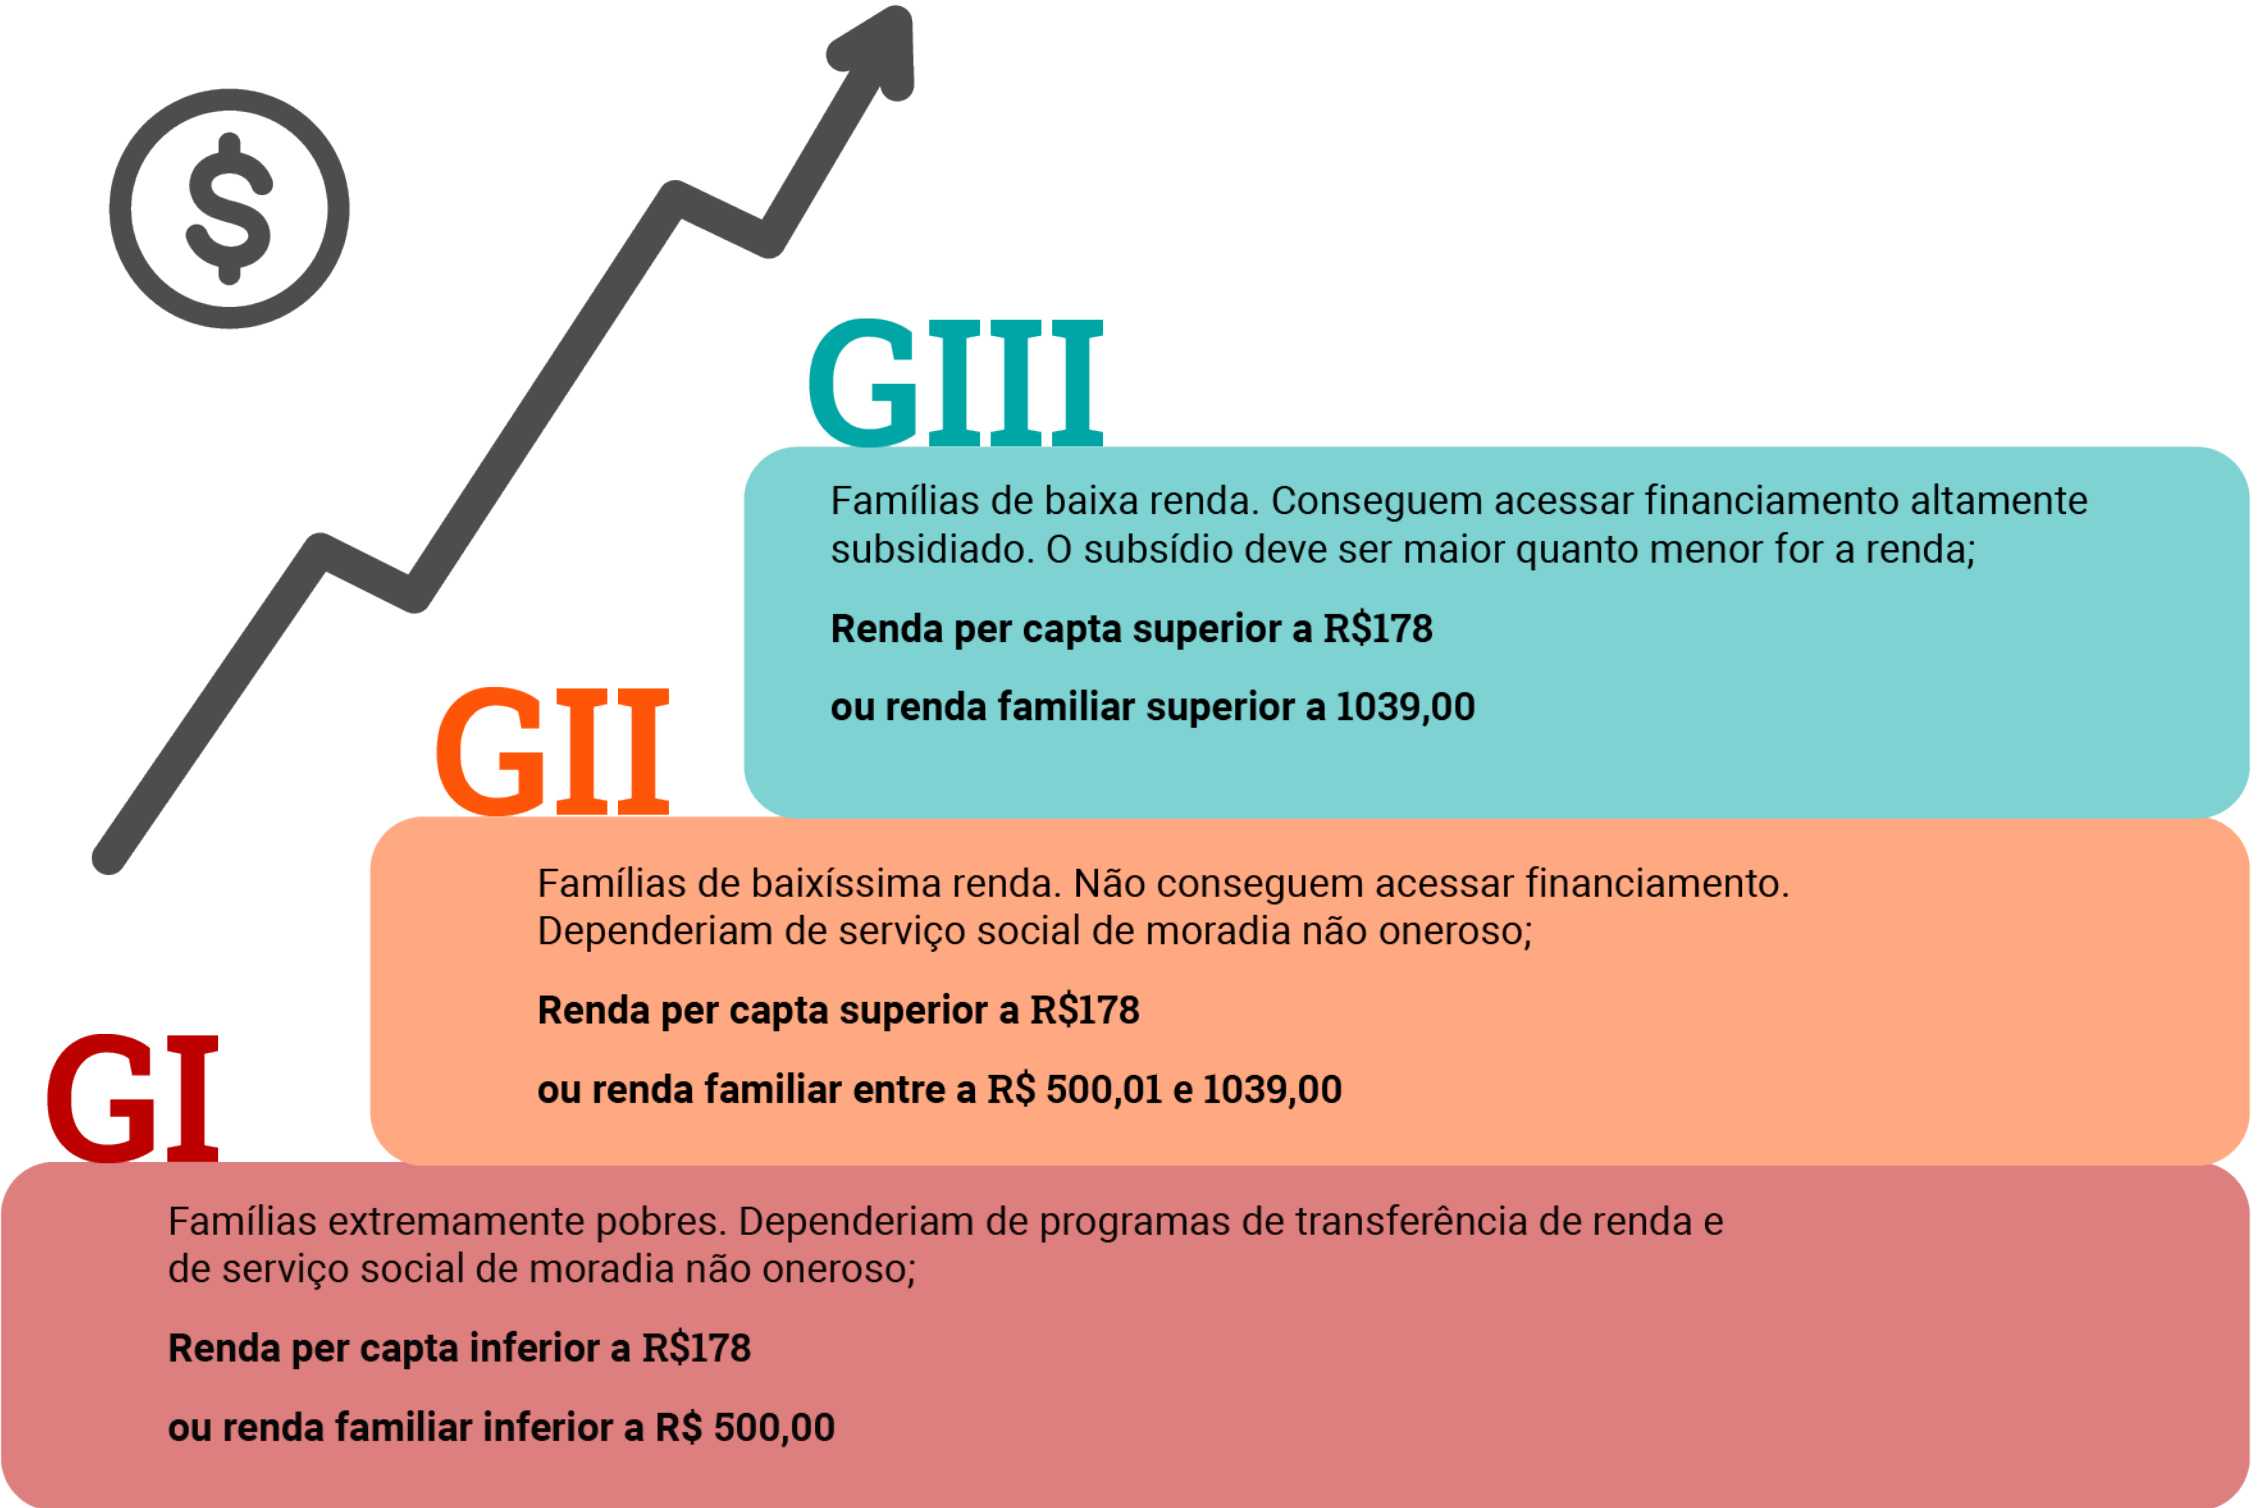 $
GIII
Famílias de baixa renda. Conseguem acessar financiamento altamente
subsidiado. O subsídio deve ser maior quanto menor for a renda;
Renda per capta superior a R$178
ou renda familiar superior a 1039,00
GII
Famílias de baixíssima renda. Não conseguem acessar financiamento.
Dependeriam de serviço social de moradia não oneroso;
Renda per capta superior a R$178
ou renda familiar entre a R$ 500,01 e 1039,00
GI
Famílias extremamente pobres. Dependeriam de programas de transferência de renda e
de serviço social de moradia não oneroso;
Renda per capta inferior a R$178
ou renda familiar inferior a R$ 500,00